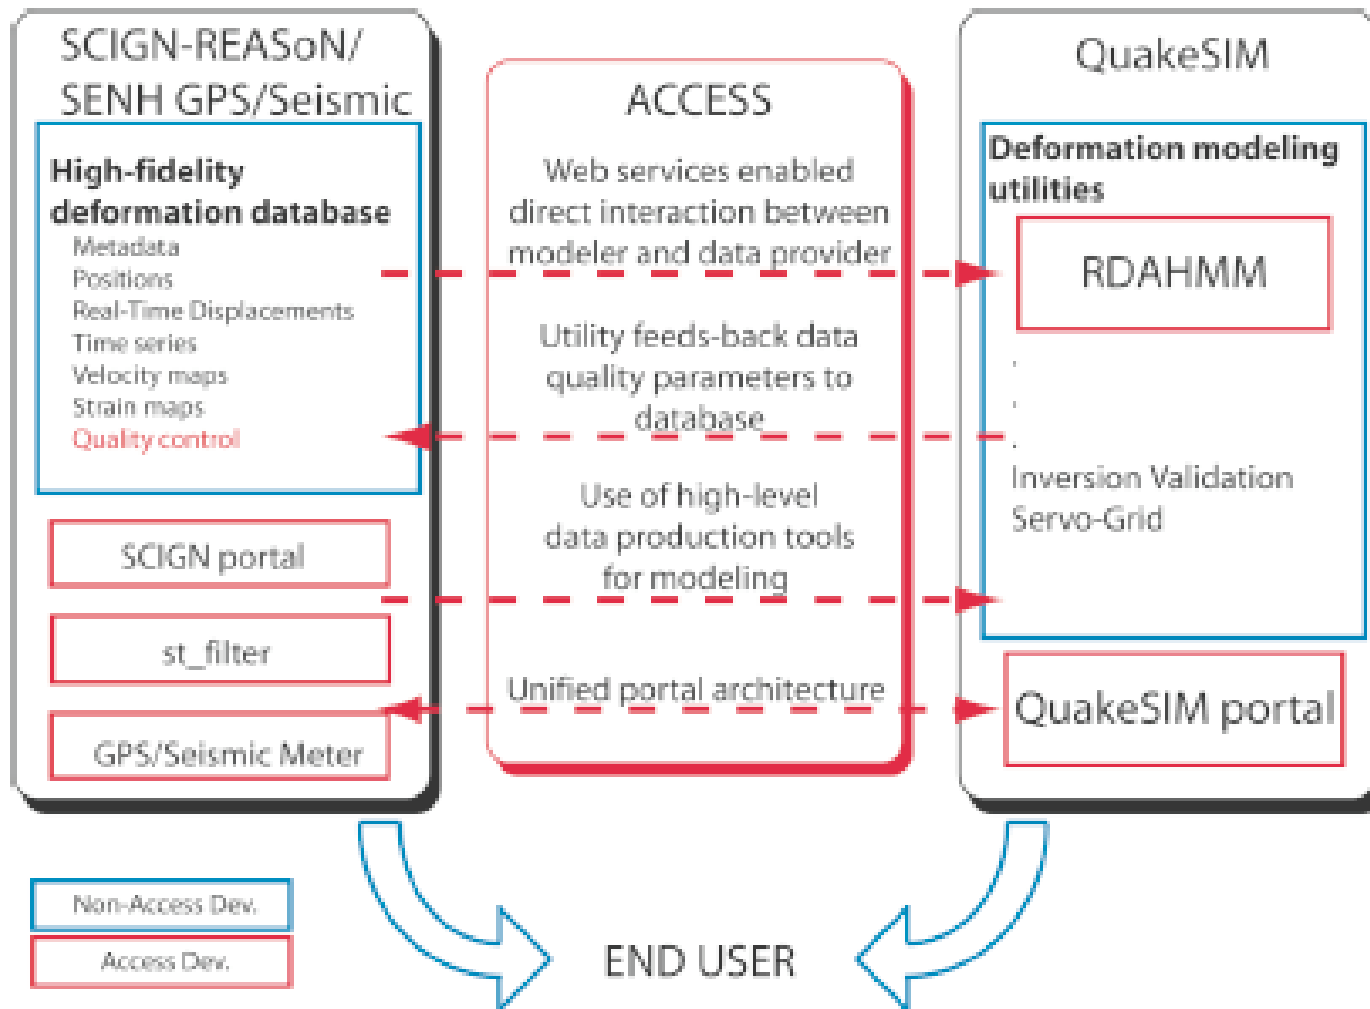 SCIGN-REASoN/
SENH GPS/Seismic
High-fidelity
deformation database
Metadata
Positions
Real-Time Displacements
Time series
Velocity maps
Strain maps
Quality control
SCIGN portal
st_filter
GPS/Seismic Meter
ACCESS
Web services enabled
direct interaction between
modeler and data provider
Utility feeds-back data
quality parameters to
database
Use of high-level
data production tools
for modeling
Unified portal architecture
QuakeSIM
Deformation modeling
utilities
RDAHMM
.
.
.
Inversion Validation
Servo-Grid
QuakeSIM portal
Non-Access Dev.
Access Dev.
END USER